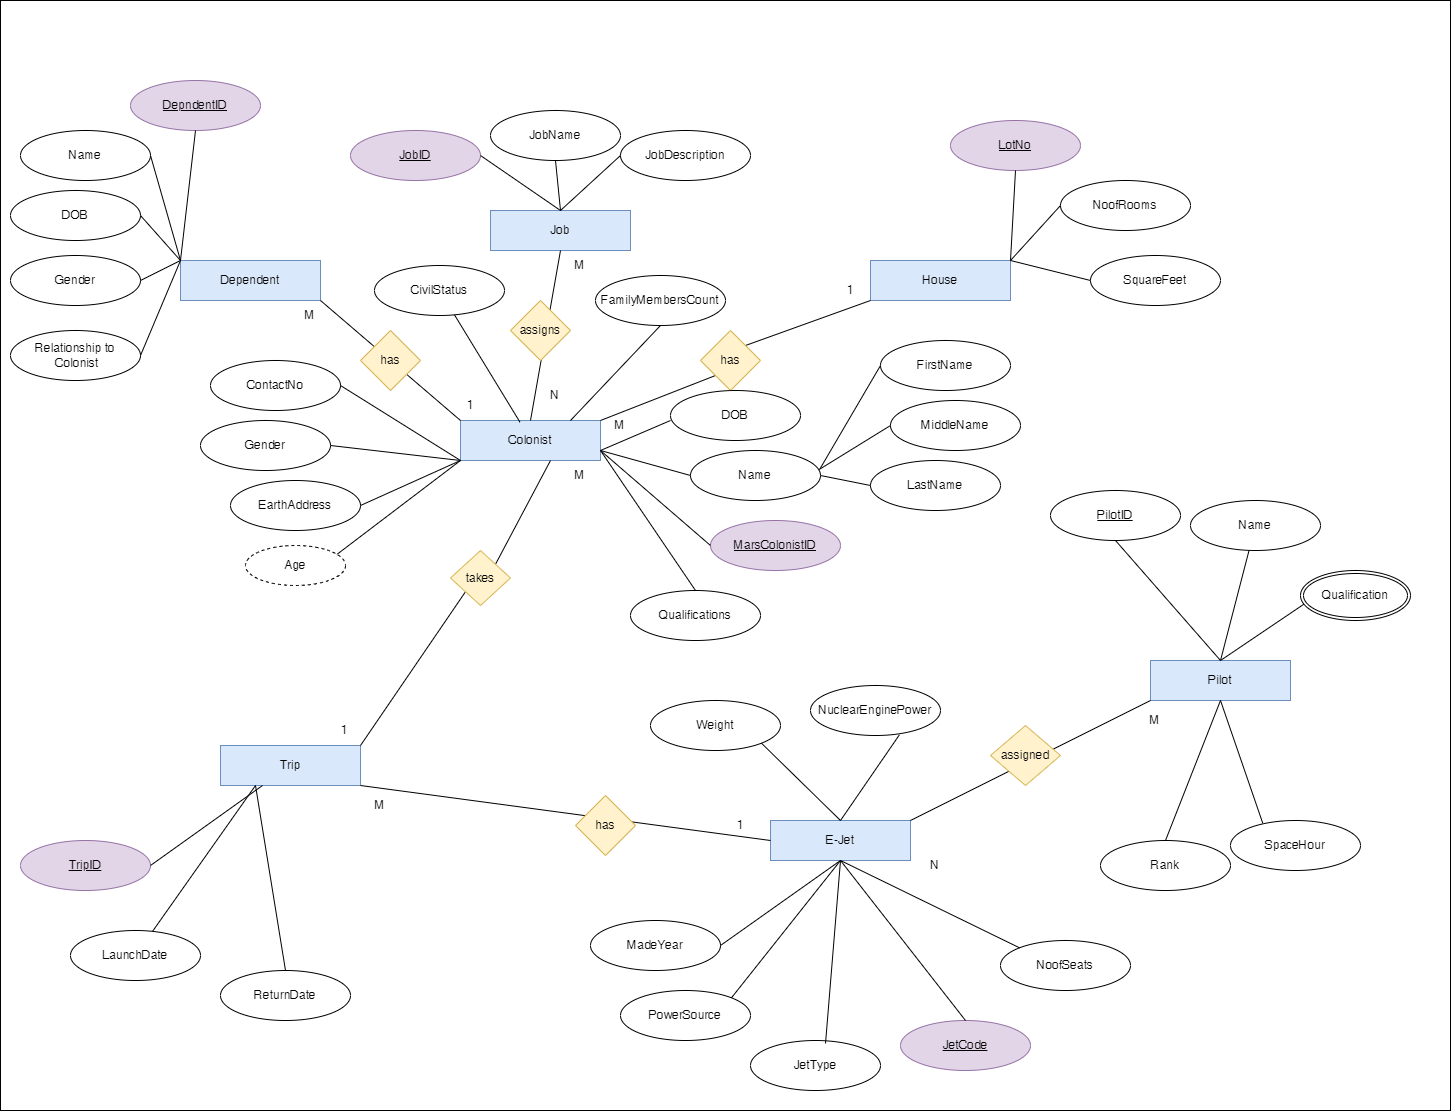 DepndentID
Name
DOB
Gender
Relationship to
Colonist
Dependent
M
has
1
JobID
JobName
JobDescription
Job
M
assigns
N
CivilStatus
FamilyMembersCount
LotNo
NoofRooms
SquareFeet
House
1
has
M
ContactNo
Gender
EarthAddress
Age
Colonist
M
DOB
Name
FirstName
MiddleName
LastName
MarsColonistID
Qualifications
takes
1
Trip
M
TripID
LaunchDate
ReturnDate
has
1
Weight
NuclearEnginePower
E-Jet
N
MadeYear
PowerSource
JetType
JetCode
NoofSeats
assigned
M
PilotID
Name
Qualification
Pilot
Rank
SpaceHour